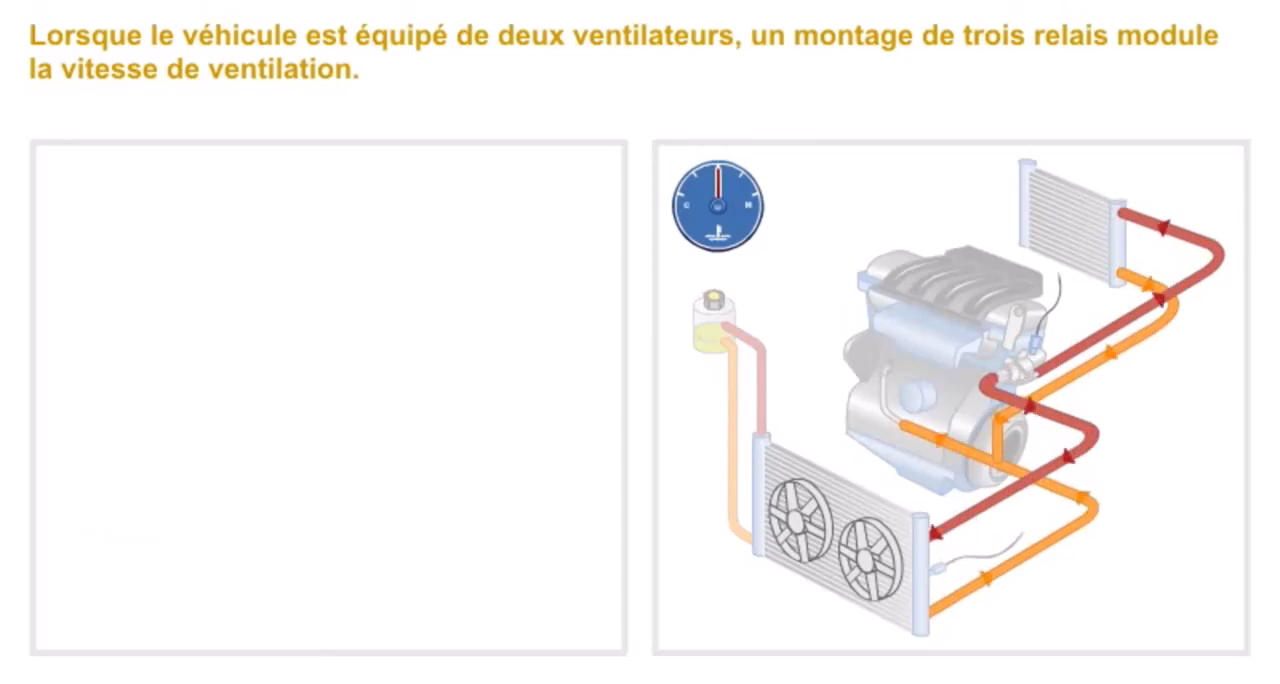 Lorsque le véhicule est équipé de deux ventilateurs, un montage de trois relais module
la vitesse de ventilation.
C
H